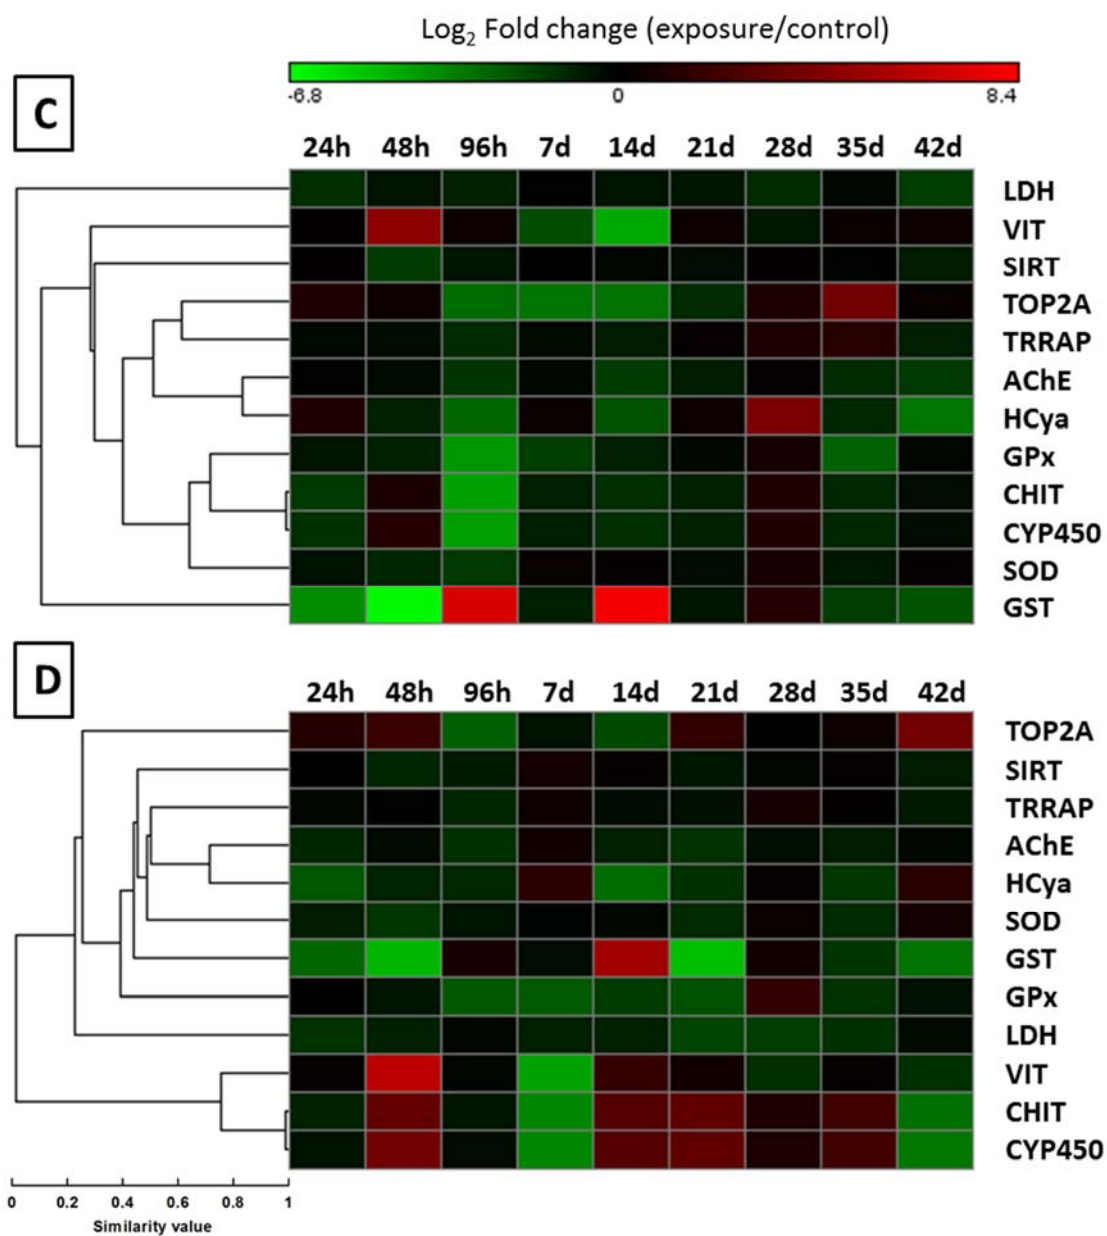 Log2 Fold change (exposure/control)
-6.8 0 8.4
C
24h 48h 96h 7d 14d 21d 28d 35d 42d
LDH
VIT
SIRT
TOP2A
TRRAP
AChE
HCya
GPx
CHIT
CYP450
SOD
GST
D
24h 48h 96h 7d 14d 21d 28d 35d 42d
TOP2A
SIRT
TRRAP
AChE
HCya
SOD
GST
GPx
LDH
VIT
CHIT
CYP450
0 0.2 0.4 0.6 0.8 1
Similarity value